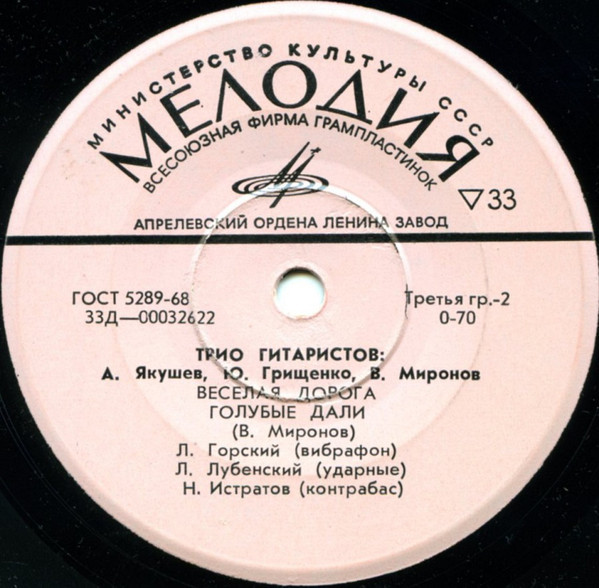 МИНИСТЕРСТВО КУЛЬТУРЫ СССР
МЕЛОДИЯ
ВСЕСОЮЗНАЯ ФИРМА ГРАМПЛАСТИНОК
33
АПРЕЛЕВСКИЙ ОРДЕНА ЛЕНИНА ЗАВОД
ГОСТ 5289-68
Третья гр.-2
33Д—00032622
0-70
ТРИО ГИТАРИСТОВ:
А. Якушев, Ю. Грищенко, В. Миронов
ВЕСЕЛАЯ ДОРОГА
ГОЛУБЫЕ ДАЛИ
(В. Миронов)
Л. Горский (вибрафон)
Л. Лубенский (ударные)
Н. Истратов (контрабас)